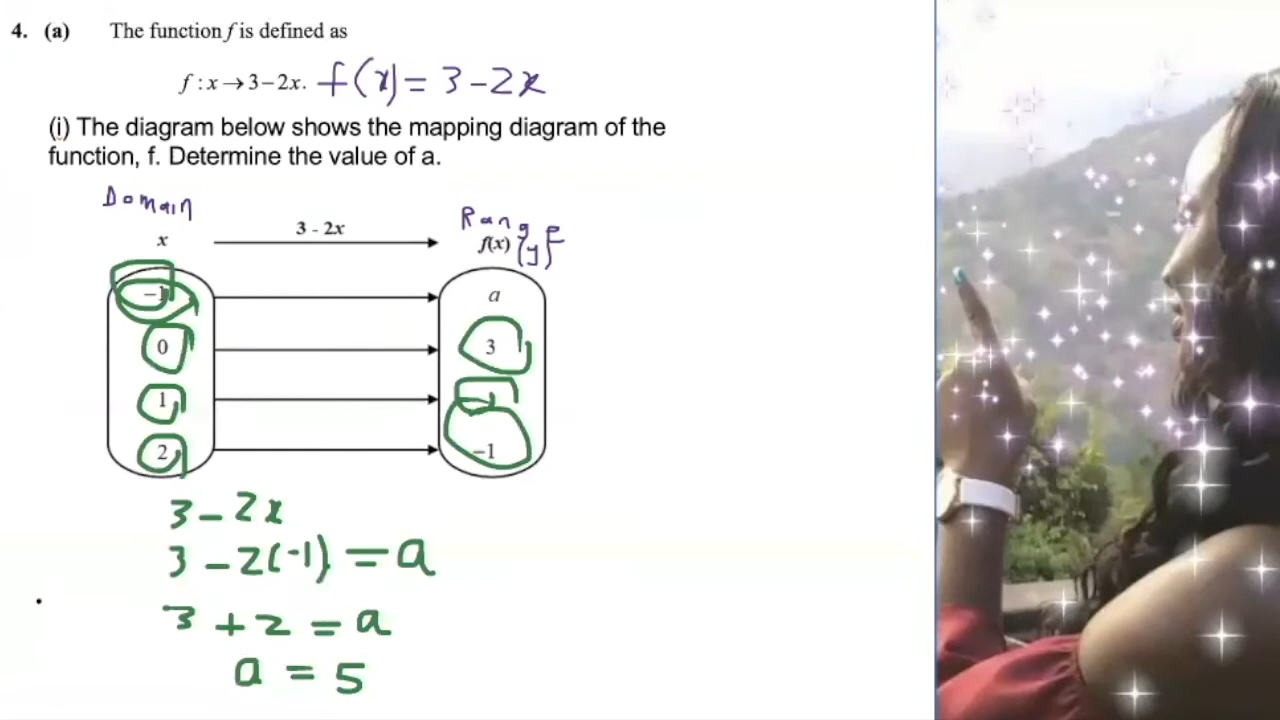 4. (a) The function f is defined as
f : x → 3 – 2x. f(x) = 3 – 2x
(i) The diagram below shows the mapping diagram of the
function, f. Determine the value of a.
Domain
Range
3 - 2x
x f(x) {y}
–1 a
0 3
1
2 –1
3 – 2x
3 – 2(-1) = a
3 + 2 = a
a = 5